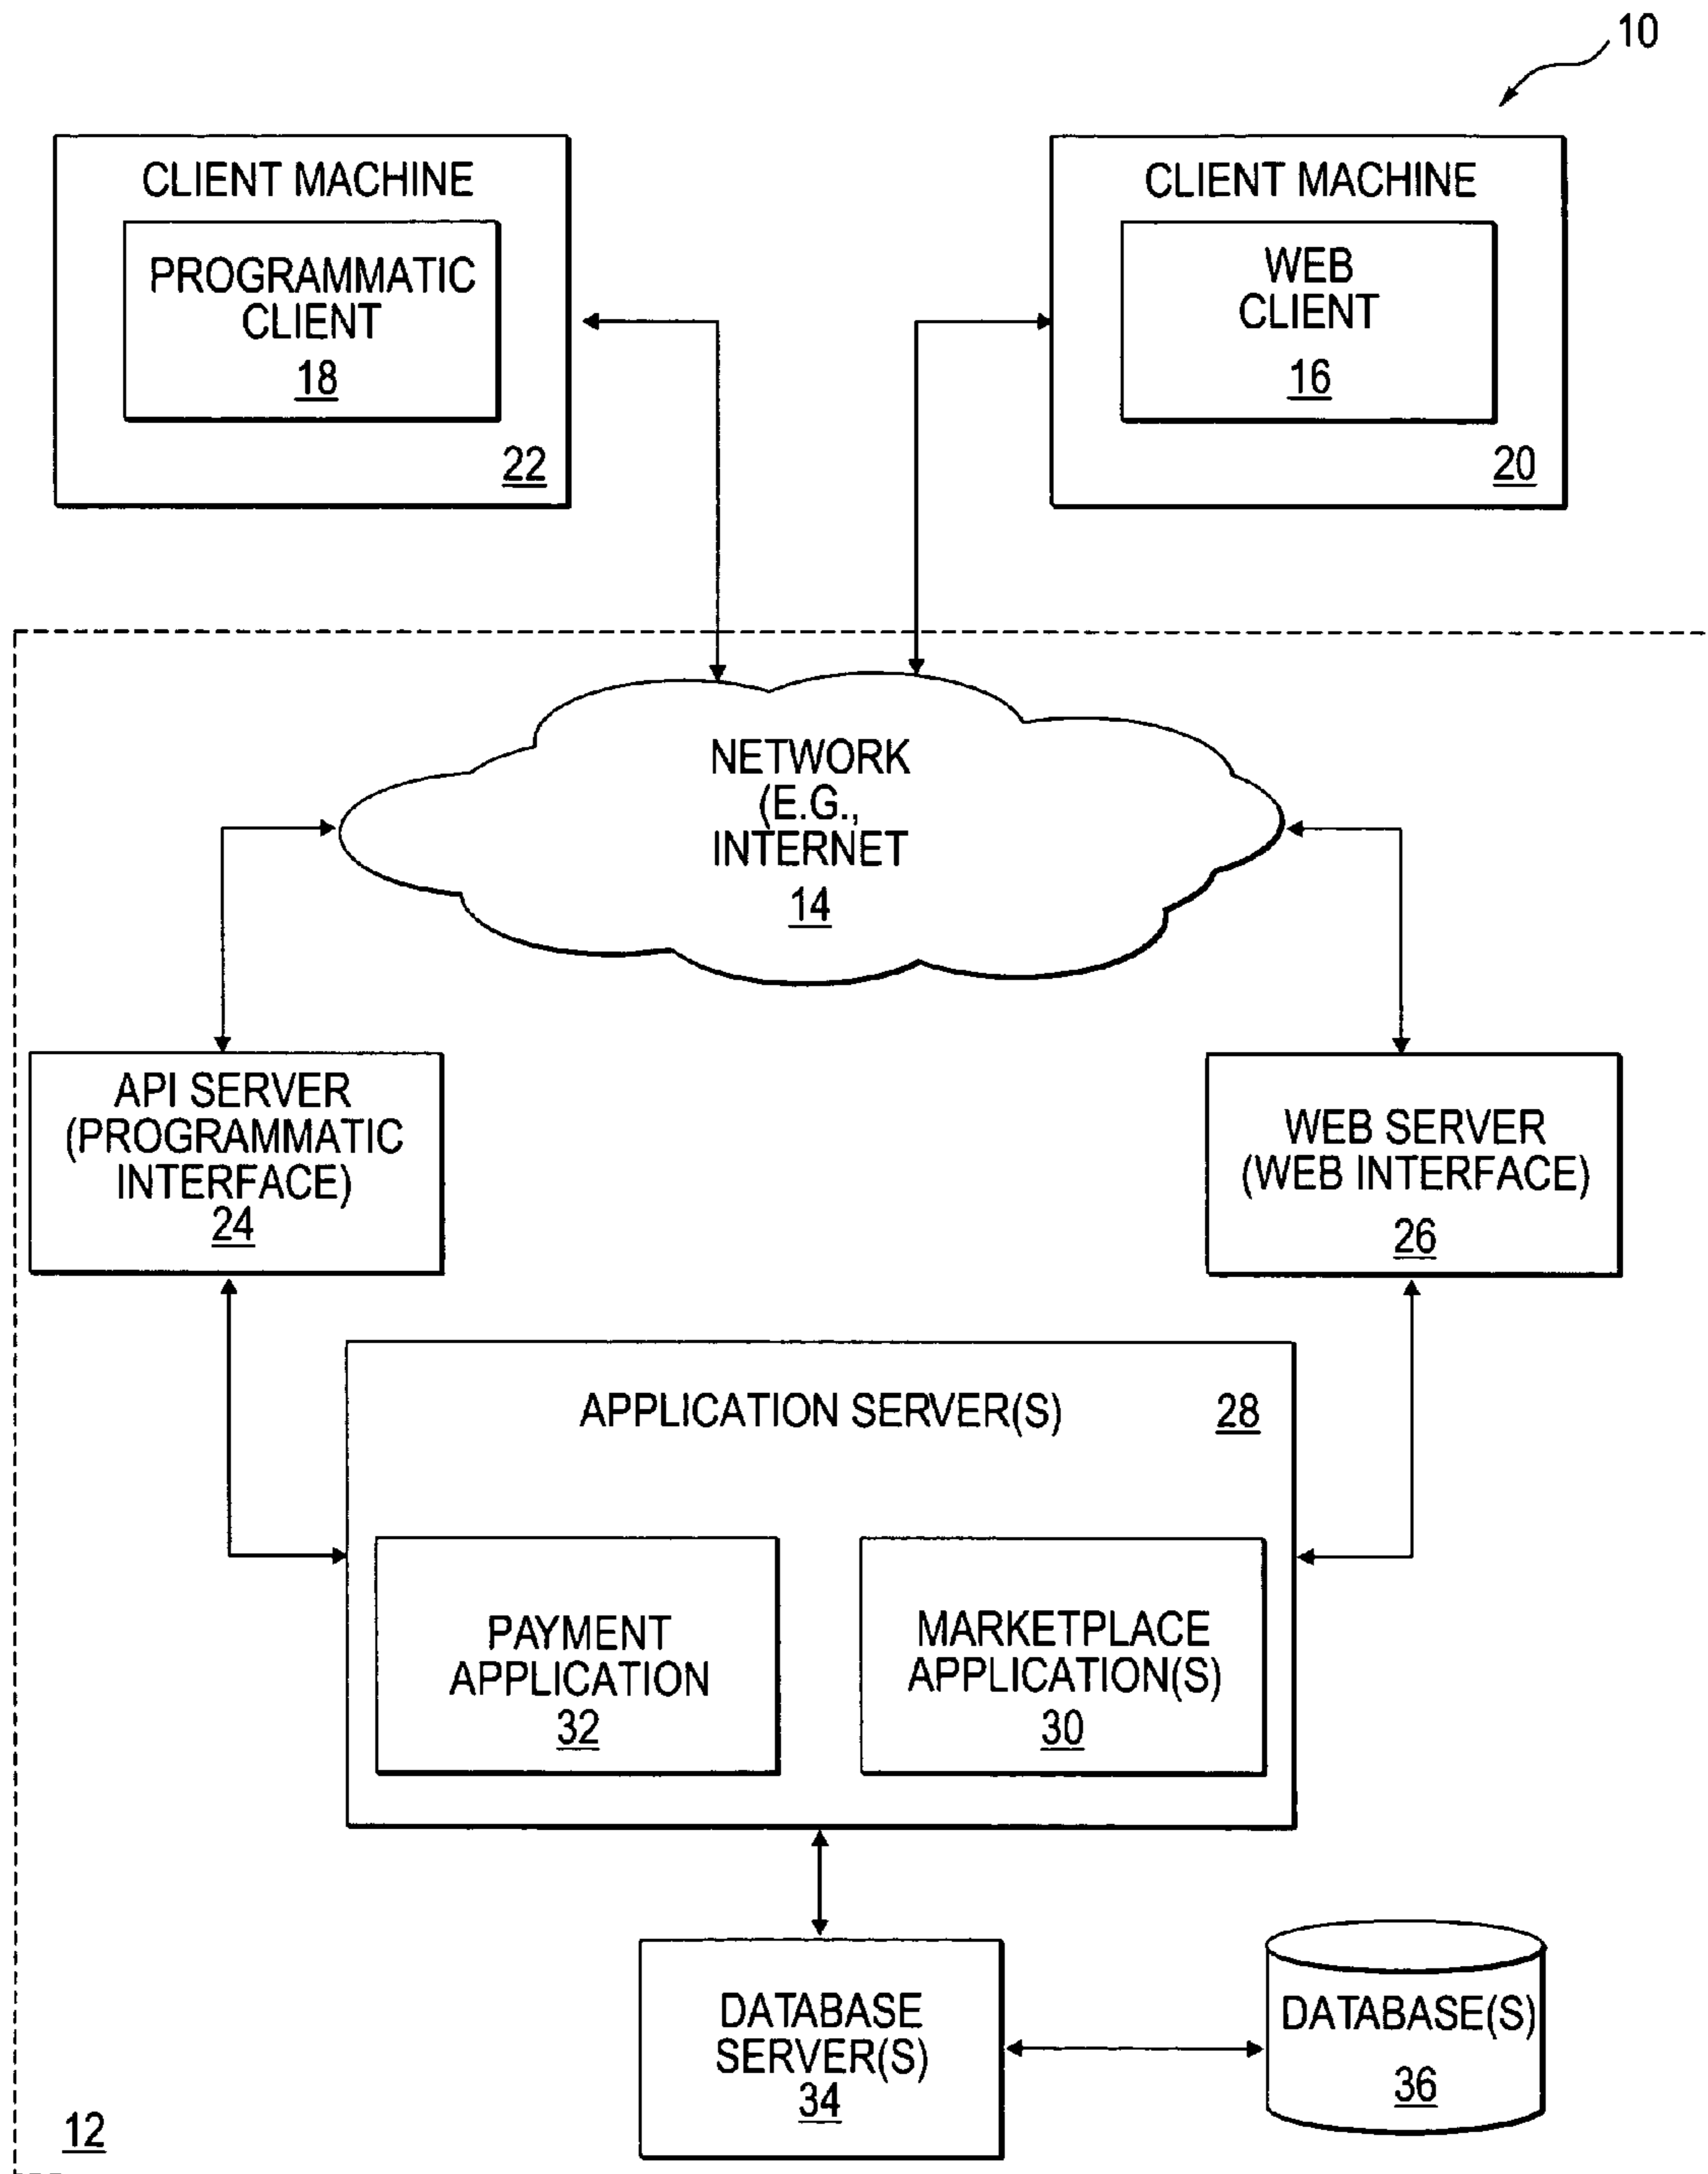 10
CLIENT MACHINE
PROGRAMMATIC
CLIENT
18
22
CLIENT MACHINE
WEB
CLIENT
16
20
NETWORK
(E.G.,
INTERNET
14
API SERVER
(PROGRAMMATIC
INTERFACE)
24
WEB SERVER
(WEB INTERFACE)
26
APPLICATION SERVER(S)
28
PAYMENT
APPLICATION
32
MARKETPLACE
APPLICATION(S)
30
DATABASE
SERVER(S)
34
DATABASE(S)
36
12